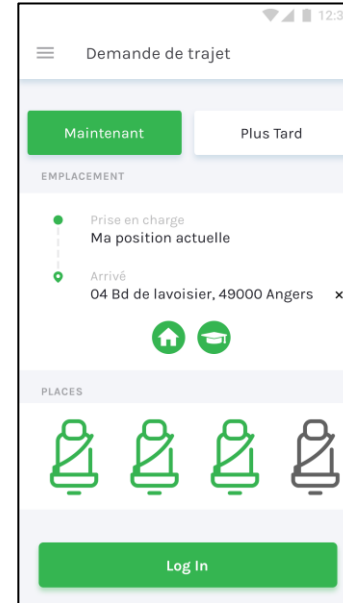 12:3
Demande de trajet
Maintenant
Plus Tard
EMPLACEMENT
Prise en charge
Ma position actuelle
Arrivé
04 Bd de lavoisier, 49000 Angers
PLACES
Log In